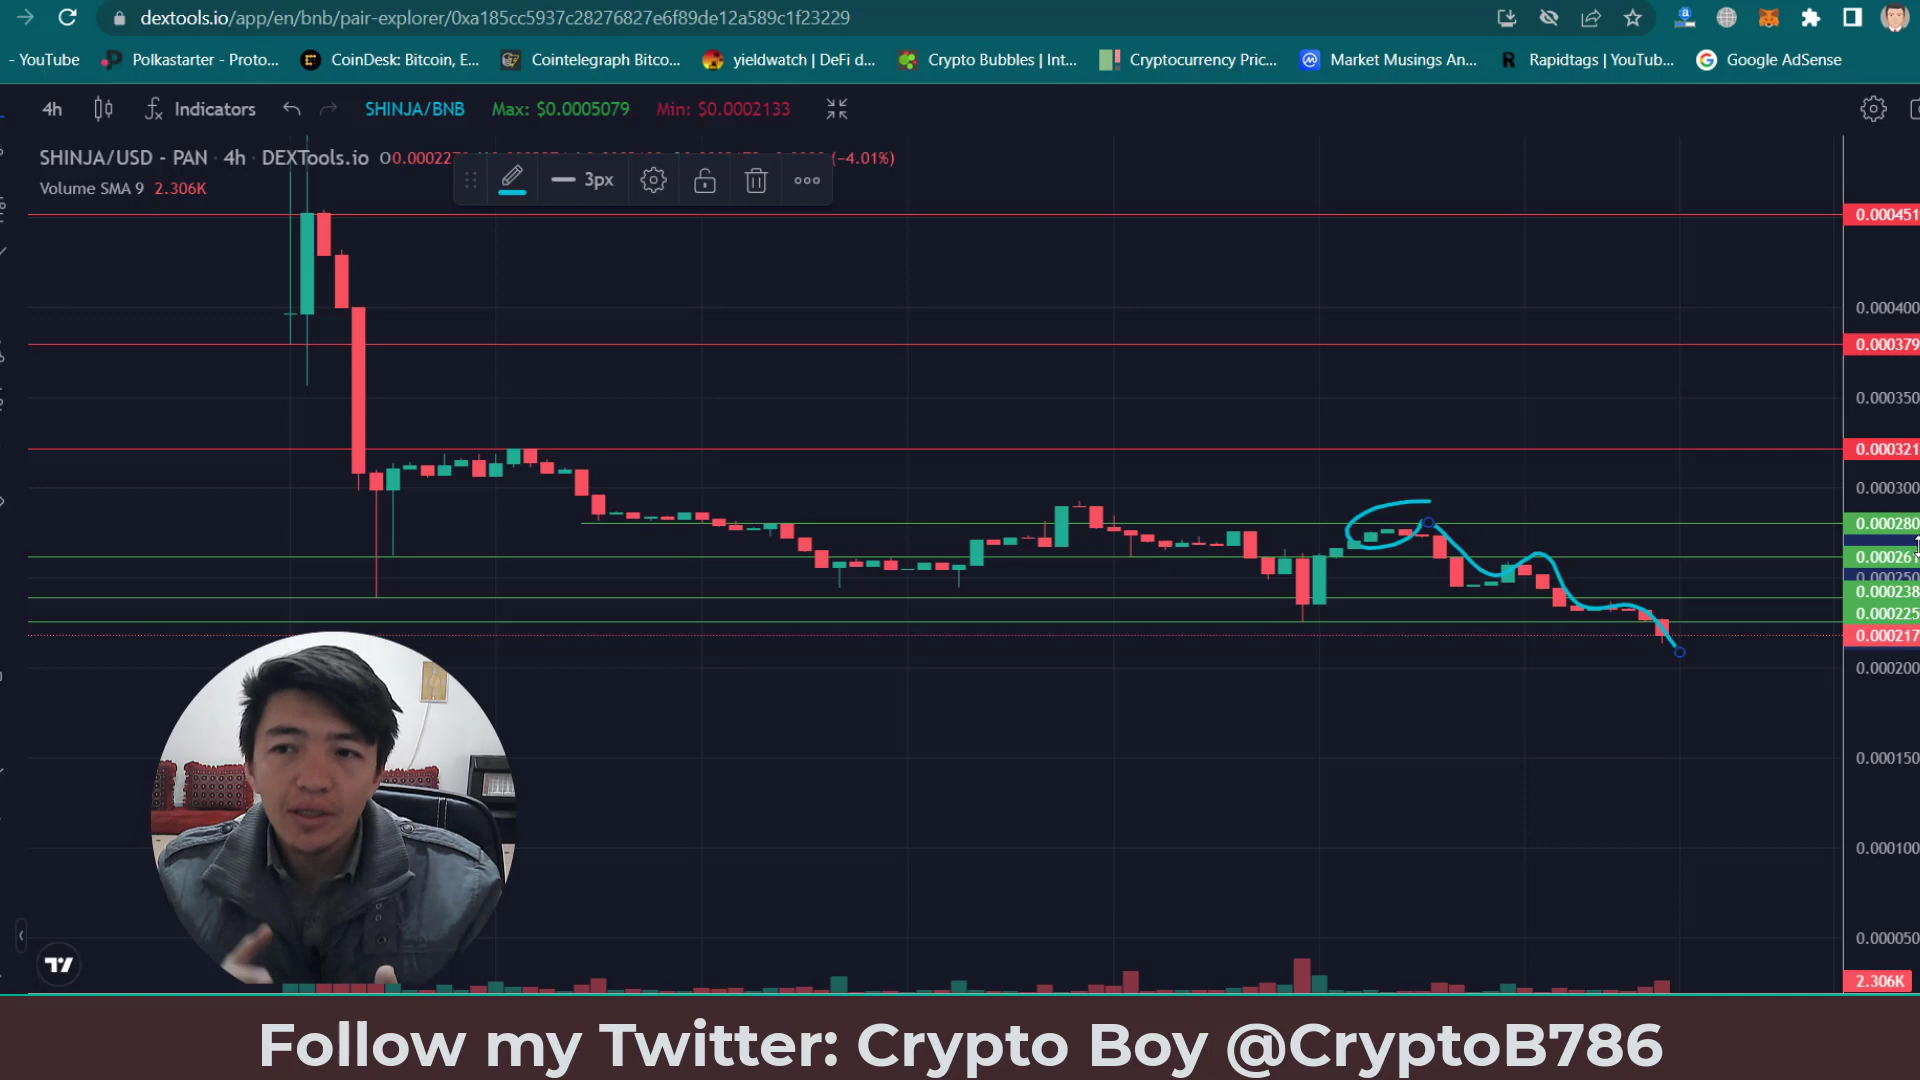 dextools.io/app/en/bnb/pair-explorer/0xa185cc5937c28276827e6f89de12a589c1f23229
- YouTube
Polkastarter - Proto...
CoinDesk: Bitcoin, E...
Cointelegraph Bitco...
yieldwatch | DeFi d...
Crypto Bubbles | Int...
Cryptocurrency Pric...
Market Musings An...
Rapidtags | YouTub...
Google AdSense
4h
Indicators
SHINJA/BNB
Max: $0.0005079
Min: $0.0002133
SHINJA/USD - PAN · 4h · DEXTools.io
(−4.01%)
Volume SMA 9 2.306K
3px
0.000451
0.000400
0.000379
0.000350
0.000321
0.000300
0.000280
0.000261
0.000250
0.000238
0.000225
0.000217
0.000200
0.000150
0.000100
0.000050
2.306K
Follow my Twitter: Crypto Boy @CryptoB786